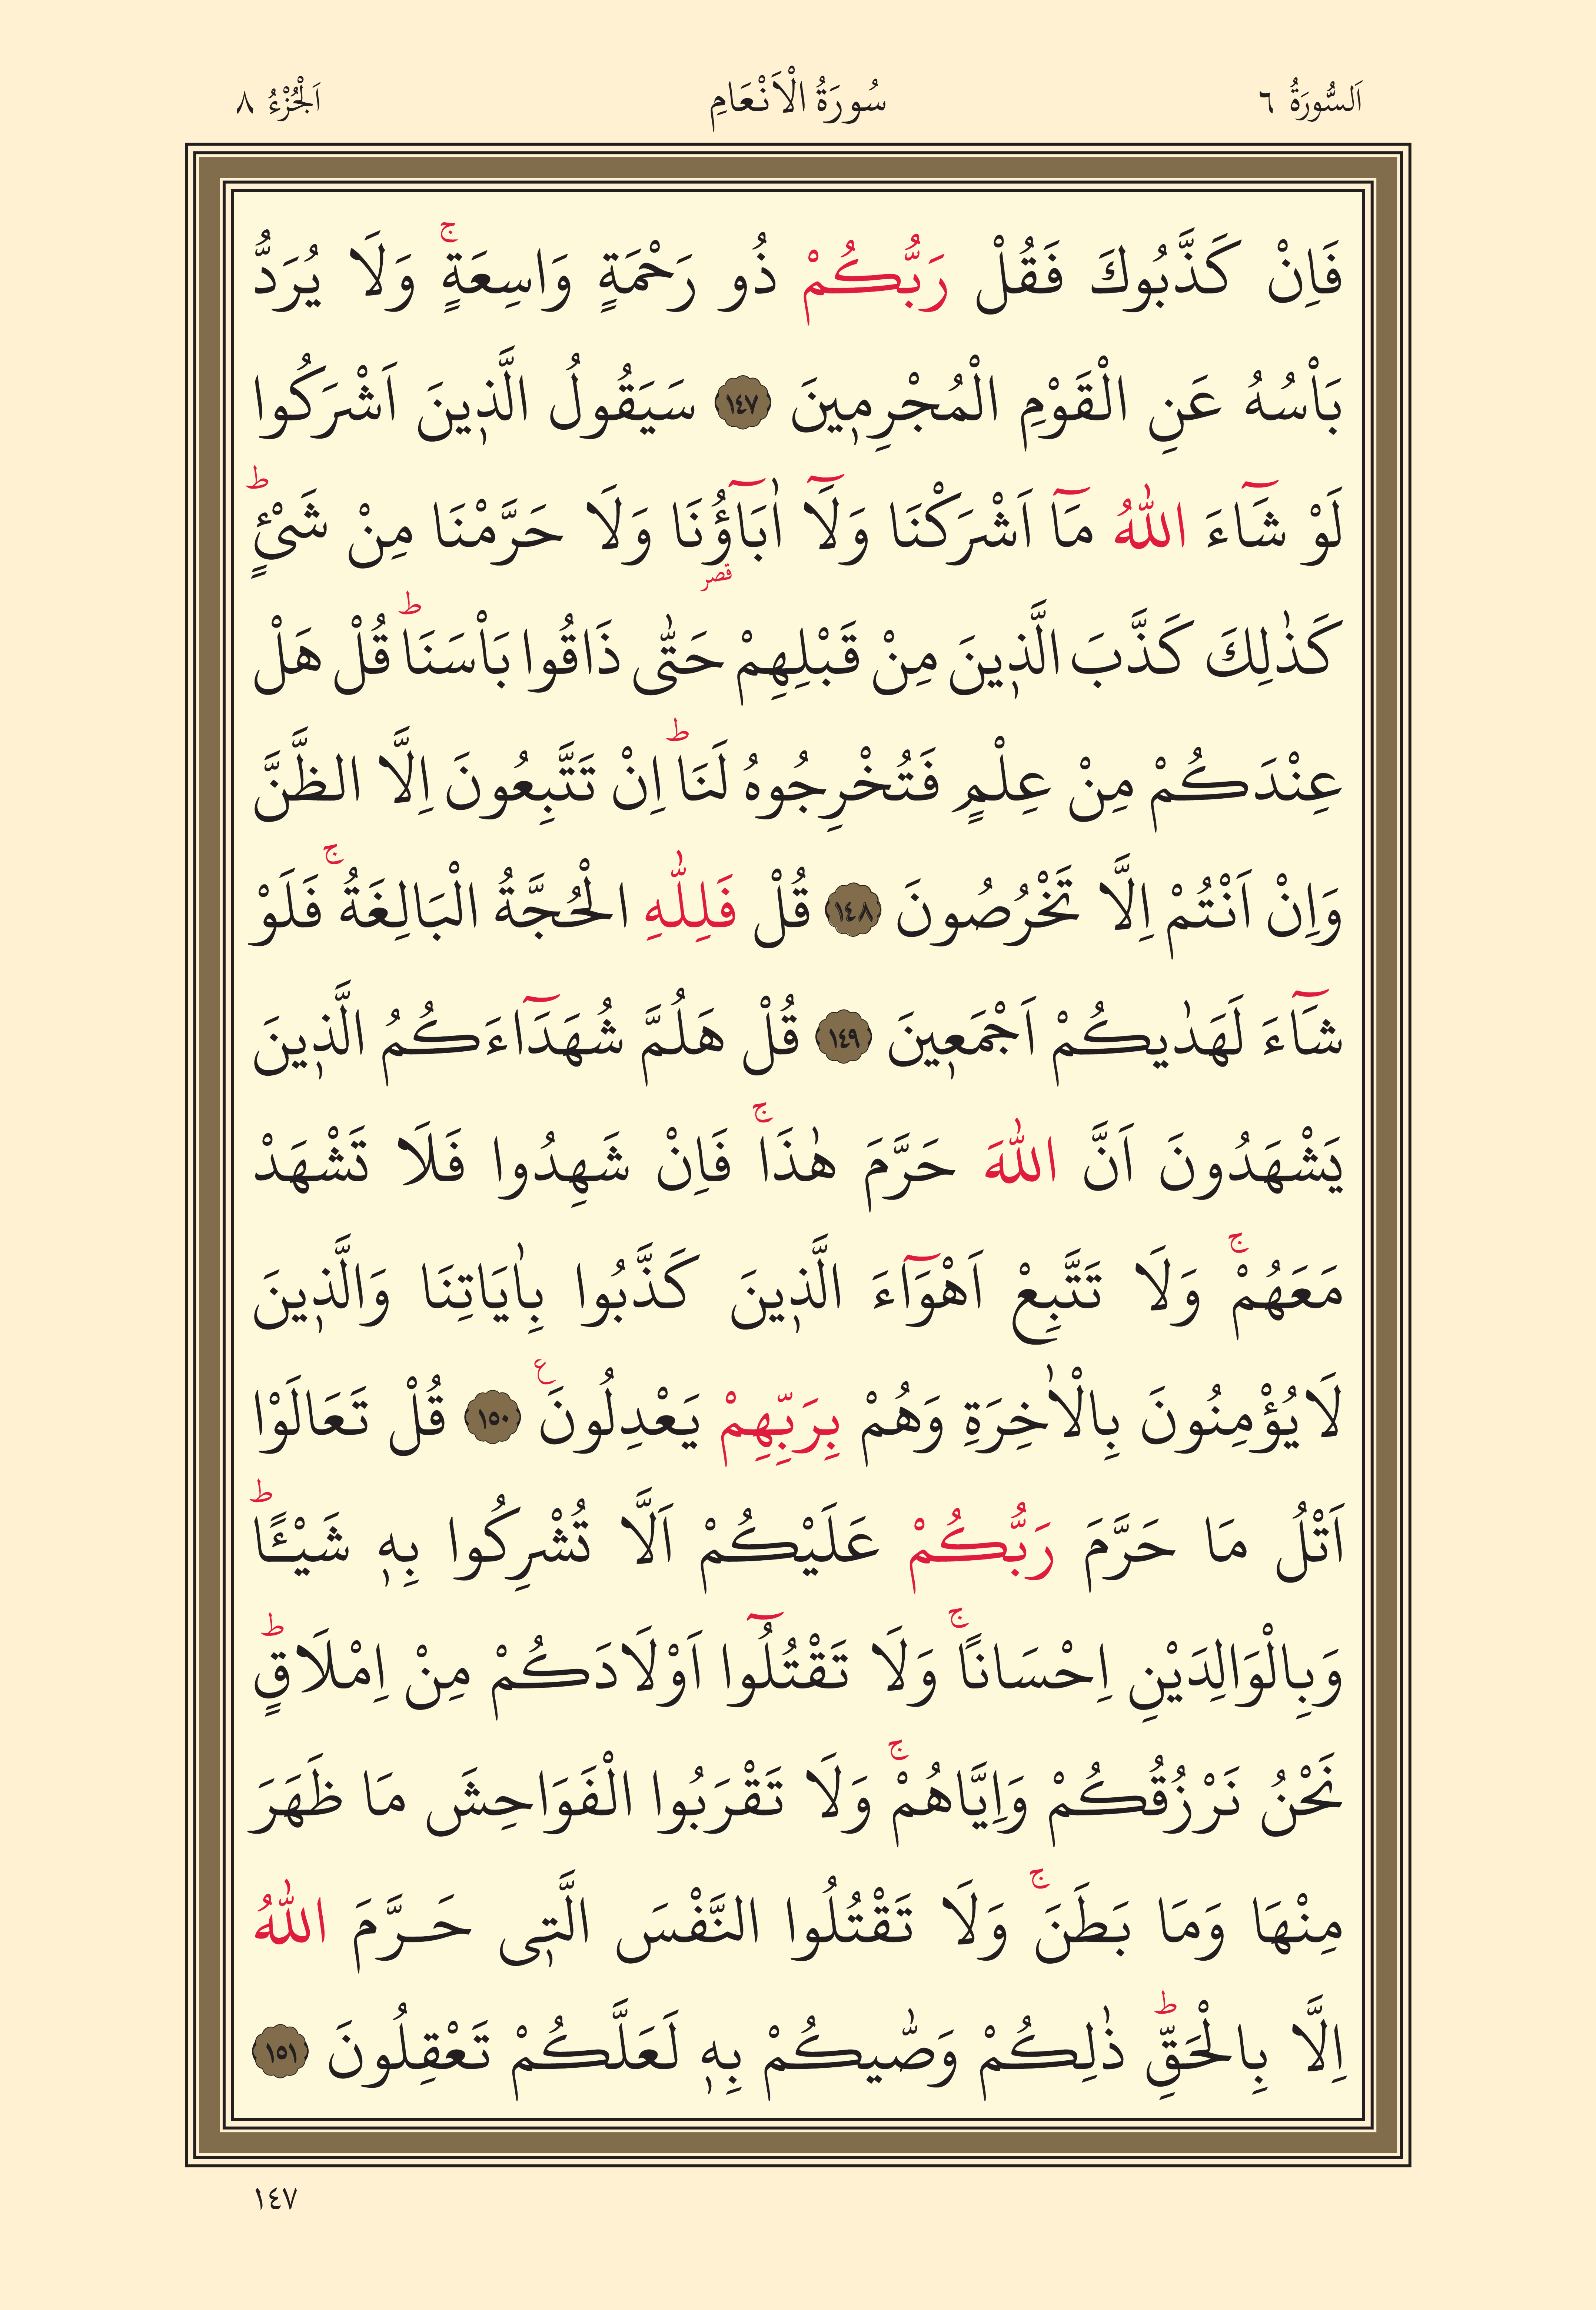 اَلسُّورَةُ ٦ سُورَةُ الْاَنْعَامِ اَلْجُزْءُ ٨
فَاِنْ كَذَّبُوكَ فَقُلْ رَبُّكُمْ ذُو رَحْمَةٍ وَاسِعَةٍۚ وَلَا يُرَدُّ
بَاْسُهُ عَنِ الْقَوْمِ الْمُجْرِم۪ينَ ﴿١٤٧﴾ سَيَقُولُ الَّذ۪ينَ اَشْرَكُوا
لَوْ شَٓاءَ اللّٰهُ مَٓا اَشْرَكْنَا وَلَٓا اٰبَٓاؤُ۬نَا وَلَا حَرَّمْنَا مِنْ شَيْءٍۜ
كَذٰلِكَ كَذَّبَ الَّذ۪ينَ مِنْ قَبْلِهِمْ حَتّٰى ذَاقُوا بَاْسَنَاۜ قُلْ هَلْ
عِنْدَكُمْ مِنْ عِلْمٍ فَتُخْرِجُوهُ لَنَاۜ اِنْ تَتَّبِعُونَ اِلَّا الظَّنَّ
وَاِنْ اَنْتُمْ اِلَّا تَخْرُصُونَ ﴿١٤٨﴾ قُلْ فَلِلّٰهِ الْحُجَّةُ الْبَالِغَةُۚ فَلَوْ
شَٓاءَ لَهَدٰيكُمْ اَجْمَع۪ينَ ﴿١٤٩﴾ قُلْ هَلُمَّ شُهَدَٓاءَكُمُ الَّذ۪ينَ
يَشْهَدُونَ اَنَّ اللّٰهَ حَرَّمَ هٰذَاۚ فَاِنْ شَهِدُوا فَلَا تَشْهَدْ
مَعَهُمْۚ وَلَا تَتَّبِعْ اَهْوَٓاءَ الَّذ۪ينَ كَذَّبُوا بِاٰيَاتِنَا وَالَّذ۪ينَ
لَا يُؤْمِنُونَ بِالْاٰخِرَةِ وَهُمْ بِرَبِّهِمْ يَعْدِلُونَ۟ ﴿١٥٠﴾ قُلْ تَعَالَوْا
اَتْلُ مَا حَرَّمَ رَبُّكُمْ عَلَيْكُمْ اَلَّا تُشْرِكُوا بِه۪ شَيْـًٔاۜ
وَبِالْوَالِدَيْنِ اِحْسَانًاۚ وَلَا تَقْتُلُٓوا اَوْلَادَكُمْ مِنْ اِمْلَاقٍۜ
نَحْنُ نَرْزُقُكُمْ وَاِيَّاهُمْۚ وَلَا تَقْرَبُوا الْفَوَاحِشَ مَا ظَهَرَ
مِنْهَا وَمَا بَطَنَۚ وَلَا تَقْتُلُوا النَّفْسَ الَّت۪ى حَرَّمَ اللّٰهُ
اِلَّا بِالْحَقِّۜ ذٰلِكُمْ وَصّٰيكُمْ بِه۪ لَعَلَّكُمْ تَعْقِلُونَ ﴿١٥١﴾
١٤٧